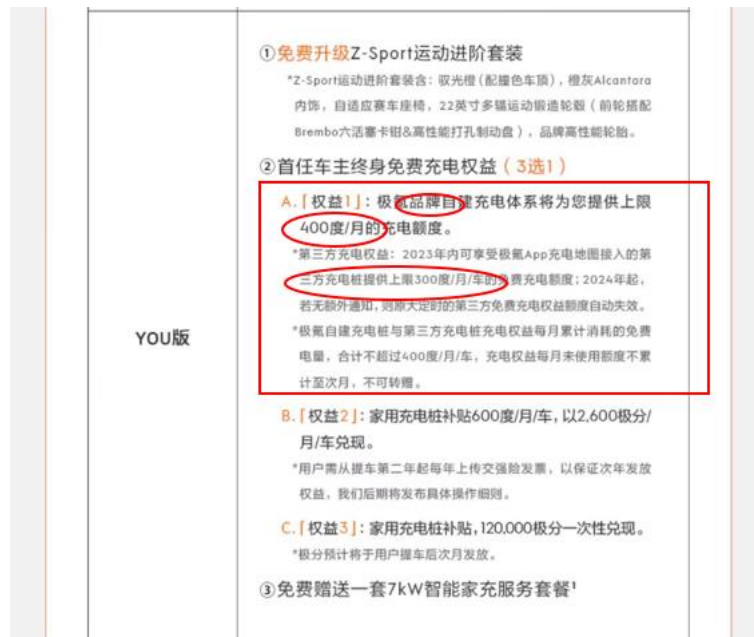 ①免费升级Z-Sport运动进阶套装
*Z-Sport运动进阶套装含：驭光橙（配撞色车顶），橙灰Alcantara
内饰，自适应赛车座椅，22英寸多辐运动锻造轮毂（前轮搭配
Brembo六活塞卡钳&高性能打孔制动盘），品牌高性能轮胎。
②首任车主终身免费充电权益（3选1）
A.「权益1」：极氪品牌自建充电体系将为您提供上限
400度/月的充电额度。
*第三方充电权益：2023年内可享受极氪App充电地图接入的第
三方充电桩提供上限300度/月/车的免费充电额度；2024年起，
若无额外通知，则原大定时的第三方免费充电权益额度自动失效。
*极氪自建充电桩与第三方充电桩充电权益每月累计消耗的免费
电量，合计不超过400度/月/车，充电权益每月未使用额度不累
计至次月，不可转赠。
YOU版
B.「权益2」：家用充电桩补贴600度/月/车，以2,600极分/
月/车兑现。
*用户需从提车第二年起每年上传交强险发票，以保证次年发放
权益，我们后期将发布具体操作细则。
C.「权益3」：家用充电桩补贴，120,000极分一次性兑现。
*极分预计将于用户提车后次月发放。
③免费赠送一套7kW智能家充服务套餐¹